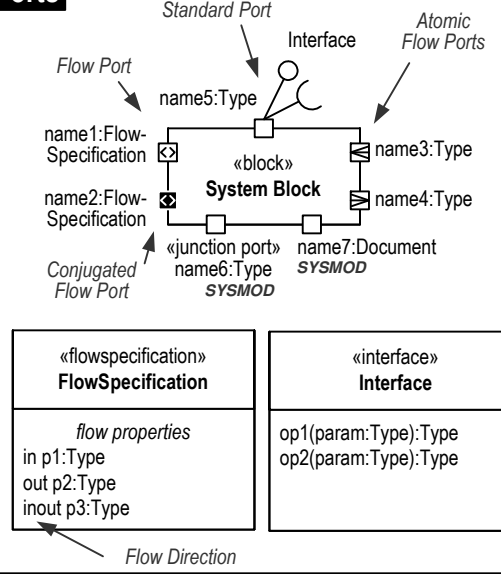 Standard Port
Atomic
Flow Ports
Interface
Flow Port
name5:Type
name1:Flow-
Specification
«block»
System Block
name3:Type
name2:Flow-
Specification
name4:Type
«junction port»
name6:Type
SYSMOD
name7:Document
SYSMOD
Conjugated
Flow Port
«flowspecification»
FlowSpecification
flow properties
in p1:Type
out p2:Type
inout p3:Type
Flow Direction
«interface»
Interface
op1(param:Type):Type
op2(param:Type):Type